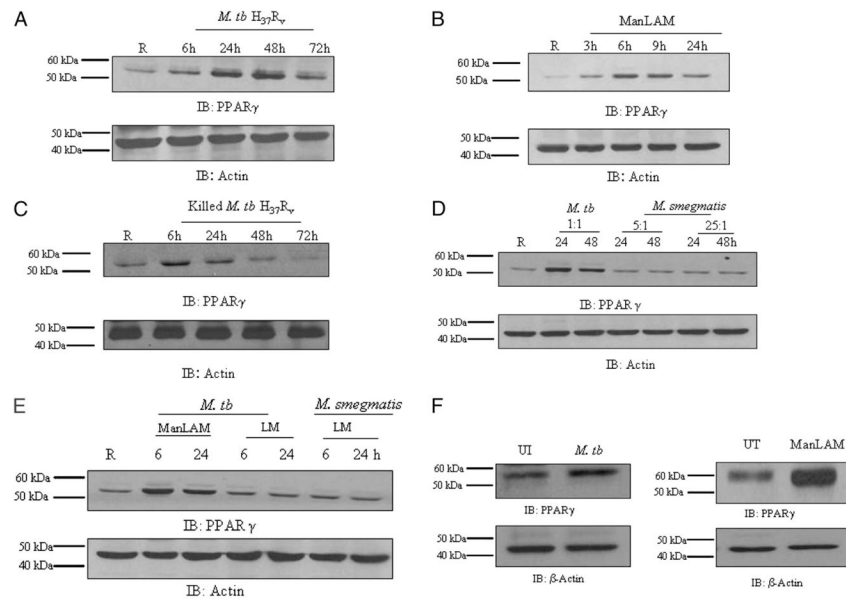 A
M. tb H₃₇Rᵥ
R 6h 24h 48h 72h
60 kDa
50 kDa
IB: PPARγ
50 kDa
40 kDa
IB: Actin
B
ManLAM
R 3h 6h 9h 24h
60 kDa
50 kDa
IB: PPARγ
50 kDa
40 kDa
IB: Actin
C
Killed M. tb H₃₇Rᵥ
R 6h 24h 48h 72h
60 kDa
50 kDa
IB: PPARγ
50 kDa
40 kDa
IB: Actin
D
M. tb M. smegmatis
1:1 5:1 25:1
R 24 48 24 48 24 48h
60 kDa
50 kDa
IB: PPAR γ
50 kDa
40 kDa
IB: Actin
E
M. tb M. smegmatis
ManLAM LM LM
R 6 24 6 24 6 24 h
60 kDa
50 kDa
IB: PPAR γ
50 kDa
40 kDa
IB: Actin
F
UI M. tb
60 kDa
50 kDa
IB: PPARγ
50 kDa
40 kDa
IB: β-Actin
UT ManLAM
60 kDa
50 kDa
IB: PPARγ
50 kDa
40 kDa
IB: β-Actin